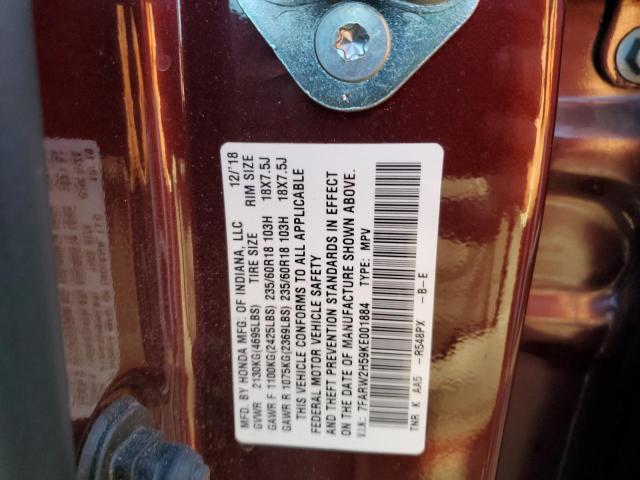 MFD. BY HONDA MFG. OF INDIANA, LLC 12/'18
GVWR 2130KG(4695LBS) TIRE SIZE RIM SIZE
GAWR F 1100KG(2425LBS) 235/60R18 103H 18X7.5J
GAWR R 1075KG(2369LBS) 235/60R18 103H 18X7.5J
THIS VEHICLE CONFORMS TO ALL APPLICABLE
FEDERAL MOTOR VEHICLE SAFETY
AND THEFT PREVENTION STANDARDS IN EFFECT
ON THE DATE OF MANUFACTURE SHOWN ABOVE.
V.I.N: 7FARW2H59KE001884 TYPE: MPV
TNR K AA5 -R548PX -B-E